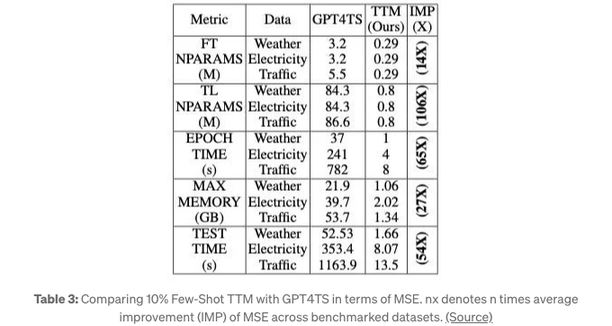 Metric Data GPT4TS TTM (Ours) IMP (X)
FT NPARAMS (M) Weather 3.2 0.29 (14X)
Electricity 3.2 0.29
Traffic 5.5 0.29
TL NPARAMS (M) Weather 84.3 0.8 (106X)
Electricity 84.3 0.8
Traffic 86.6 0.8
EPOCH TIME (s) Weather 37 1 (65X)
Electricity 241 4
Traffic 782 8
MAX MEMORY (GB) Weather 21.9 1.06 (27X)
Electricity 39.7 2.02
Traffic 53.7 1.34
TEST TIME (s) Weather 52.53 1.66 (54X)
Electricity 353.4 8.07
Traffic 1163.9 13.5
Table 3: Comparing 10% Few-Shot TTM with GPT4TS in terms of MSE. nx denotes n times average
improvement (IMP) of MSE across benchmarked datasets. (Source)